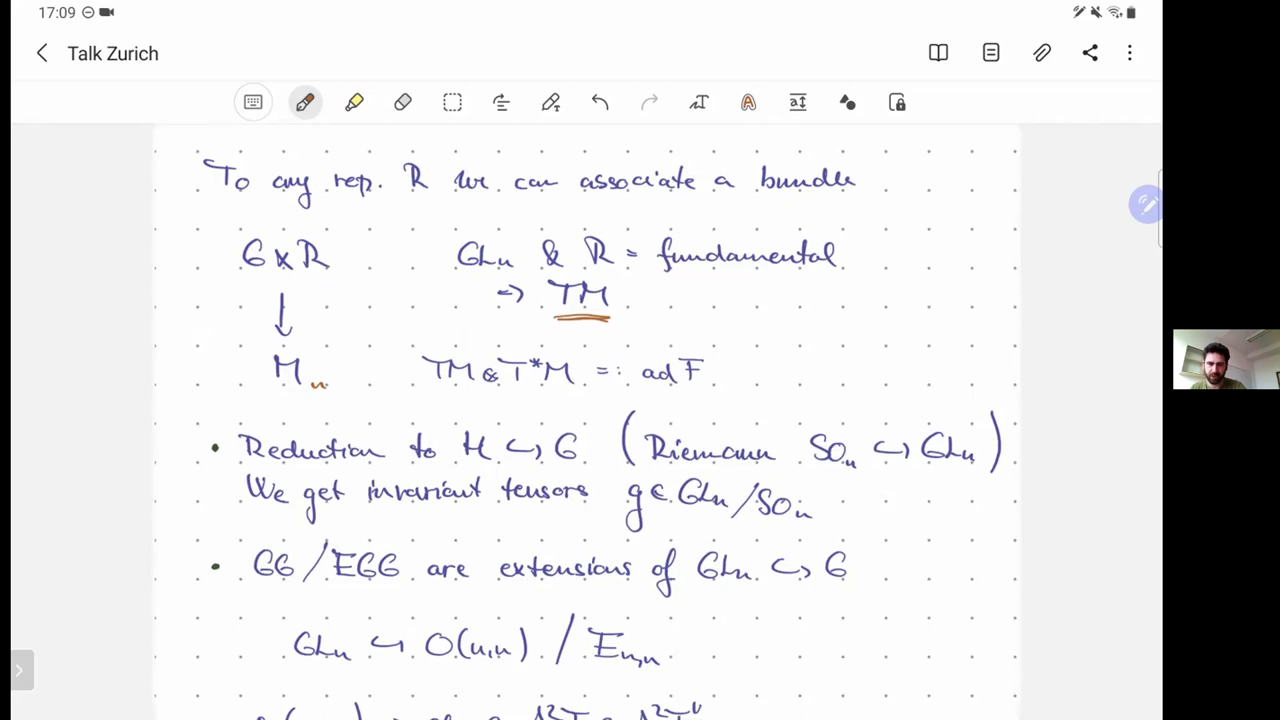 17:09
Talk Zurich
To any rep. R we can associate a bundle
G × R GLn & R = fundamental
↓ => TM
Mn TM ⊗ T*M =: ad F
• Reduction to H ↪ G (Riemann SOn ↪ GLn)
We get invariant tensors g ∈ GLn/SOn
• GG/EGG are extensions of GLn ↪ G
GLn ↪ O(n,n) / En,n